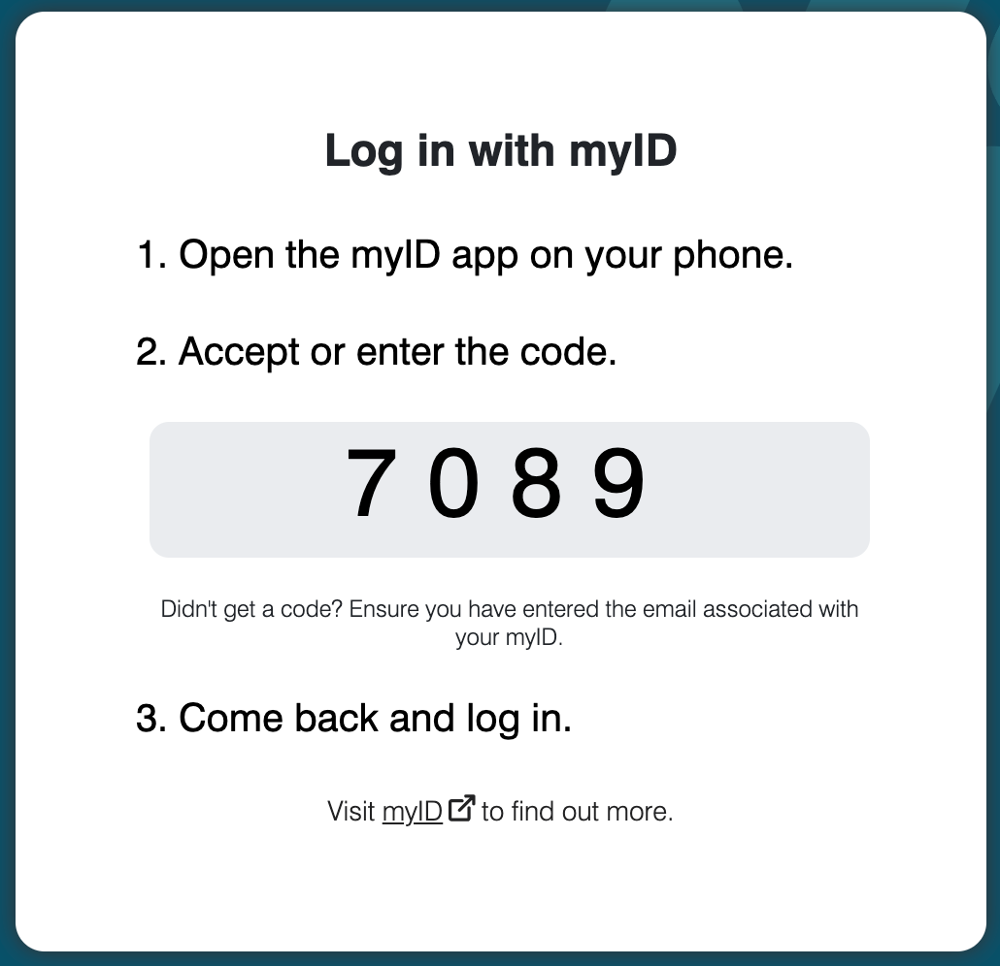 Log in with myID
1. Open the myID app on your phone.
2. Accept or enter the code.
7 0 8 9
Didn't get a code? Ensure you have entered the email associated with
your myID.
3. Come back and log in.
Visit myID to find out more.